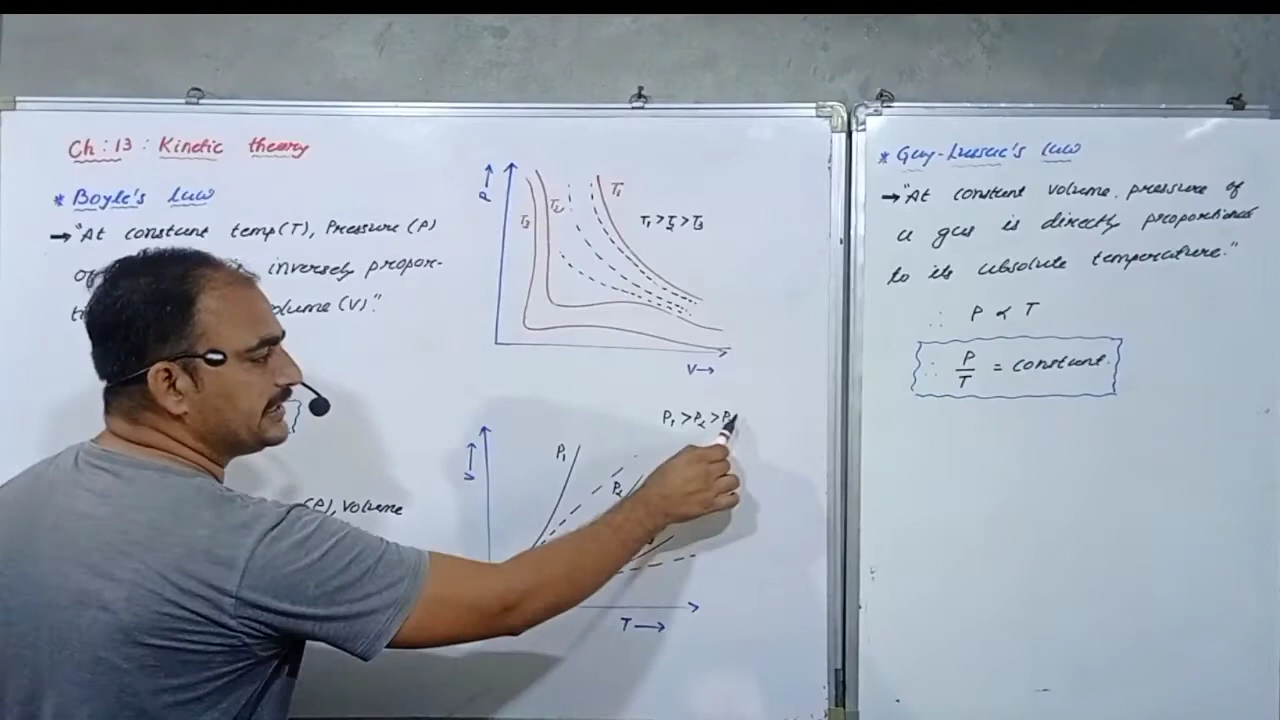 Ch: 13 : Kinetic theory
* Boyle's law
→ "At constant temp(T), Pressure (P)
inversely propor-
(V)."
(P), volume
P →
T3
T2
T1
T1 > T2 > T3
V→
P1 > P2 > P
V →
P1
P2
T →
* Gay-Lussac's law
→ "At constant volume, pressure of
a gas is directly proportional
to its absolute temperature."
∴ P ∝ T
∴ P/T = constant.